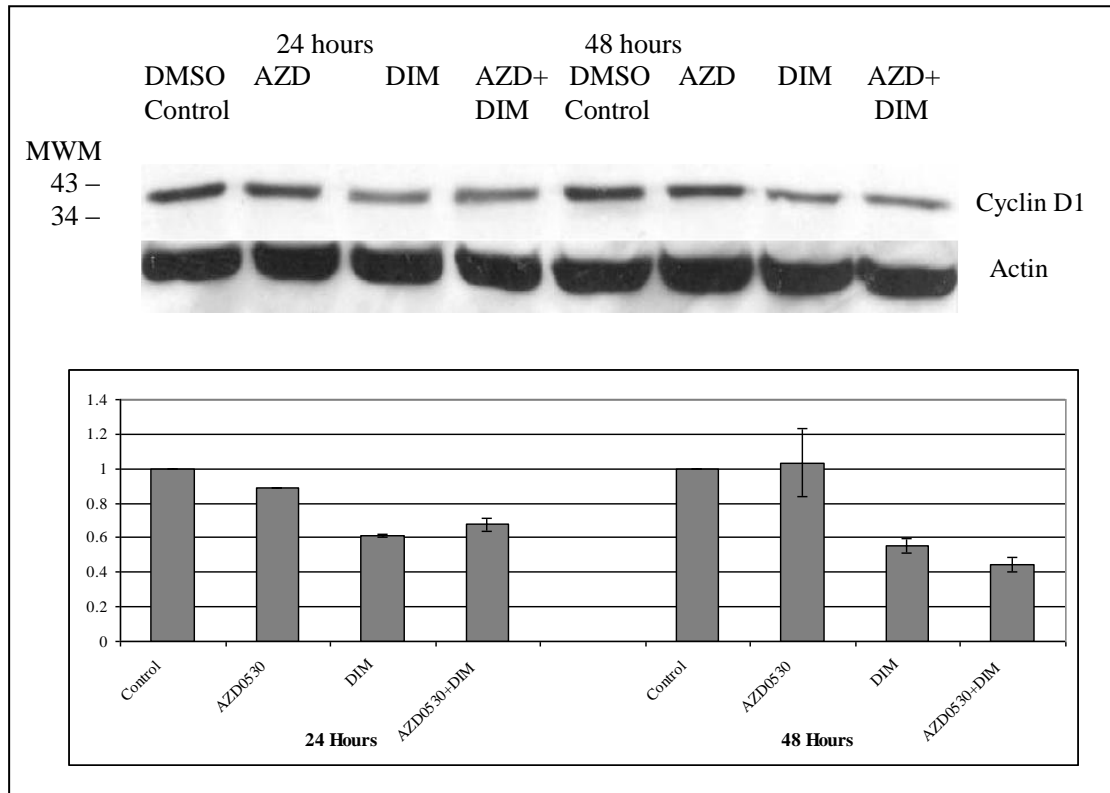 24 hours 48 hours
DMSO AZD DIM AZD+ DMSO AZD DIM AZD+
Control DIM Control DIM
MWM
43 –
34 –
Cyclin D1
Actin
1.4
1.2
1
0.8
0.6
0.4
0.2
0
Control AZD0530 DIM AZD0530+DIM Control AZD0530 DIM AZD0530+DIM
24 Hours 48 Hours